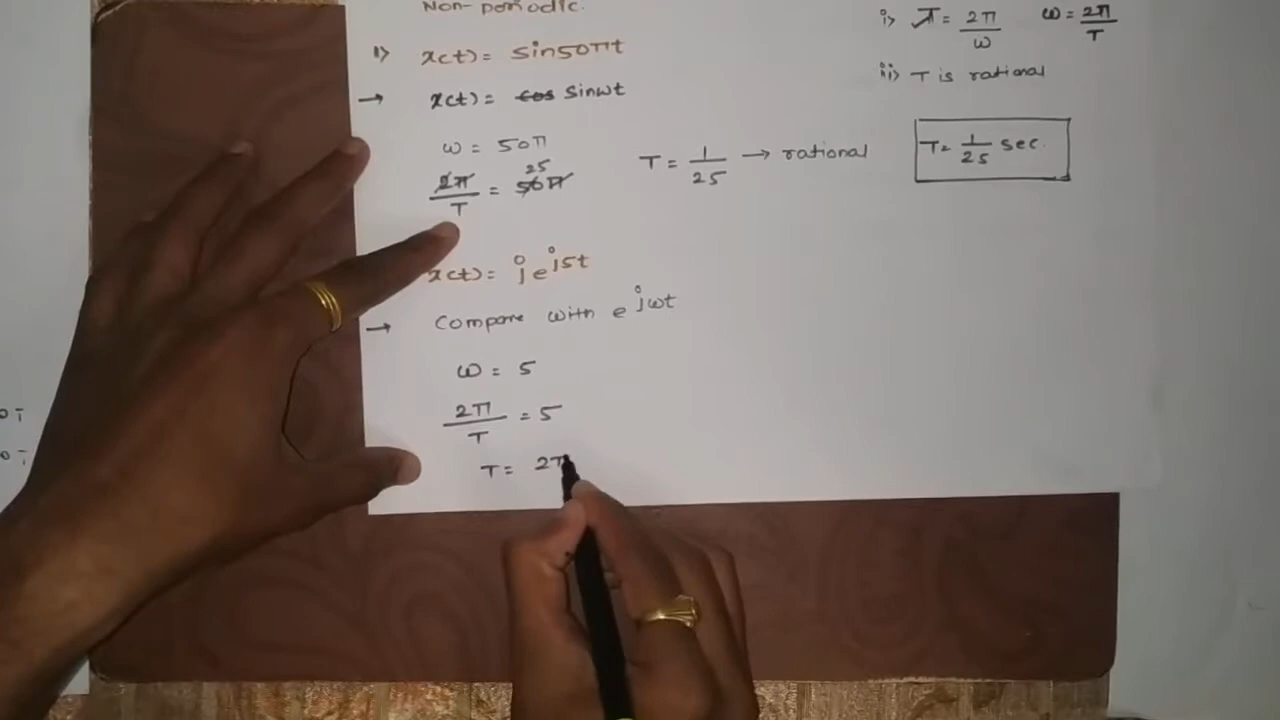 Non-periodic.
1) x(t) = sin50πt
→ x(t) = cos sinωt
ω = 50π
25
2π/T = 50π
T = 1/25 → rational
x(t) = j e^j5t
→ Compare with e^jωt
ω = 5
2π/T = 5
T = 2π
i) T = 2π/ω ω = 2π/T
ii) T is rational
T = 1/25 sec.